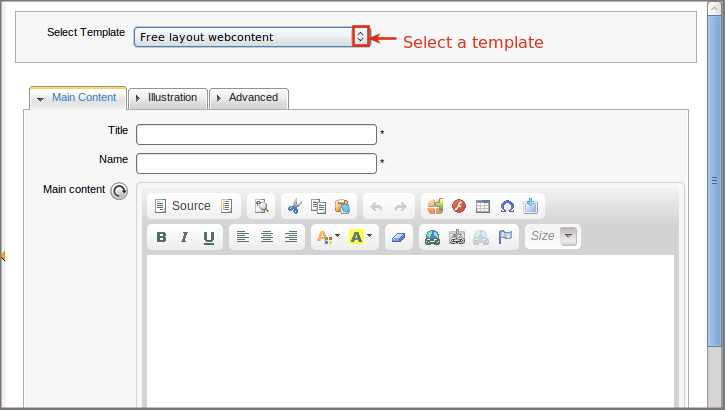 Select Template
Free layout webcontent
Select a template
Main Content
Illustration
Advanced
Title
*
Name
*
Main content
Source
B I U
A A
Size